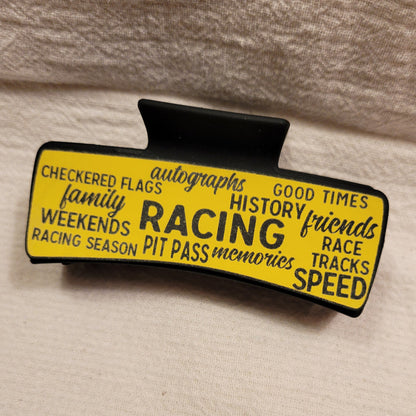 autographs
CHECKERED FLAGS
GOOD TIMES
family
HISTORY
friends
WEEKENDS
RACING
RACING SEASON
PIT PASS
memories
RACE
TRACKS
SPEED